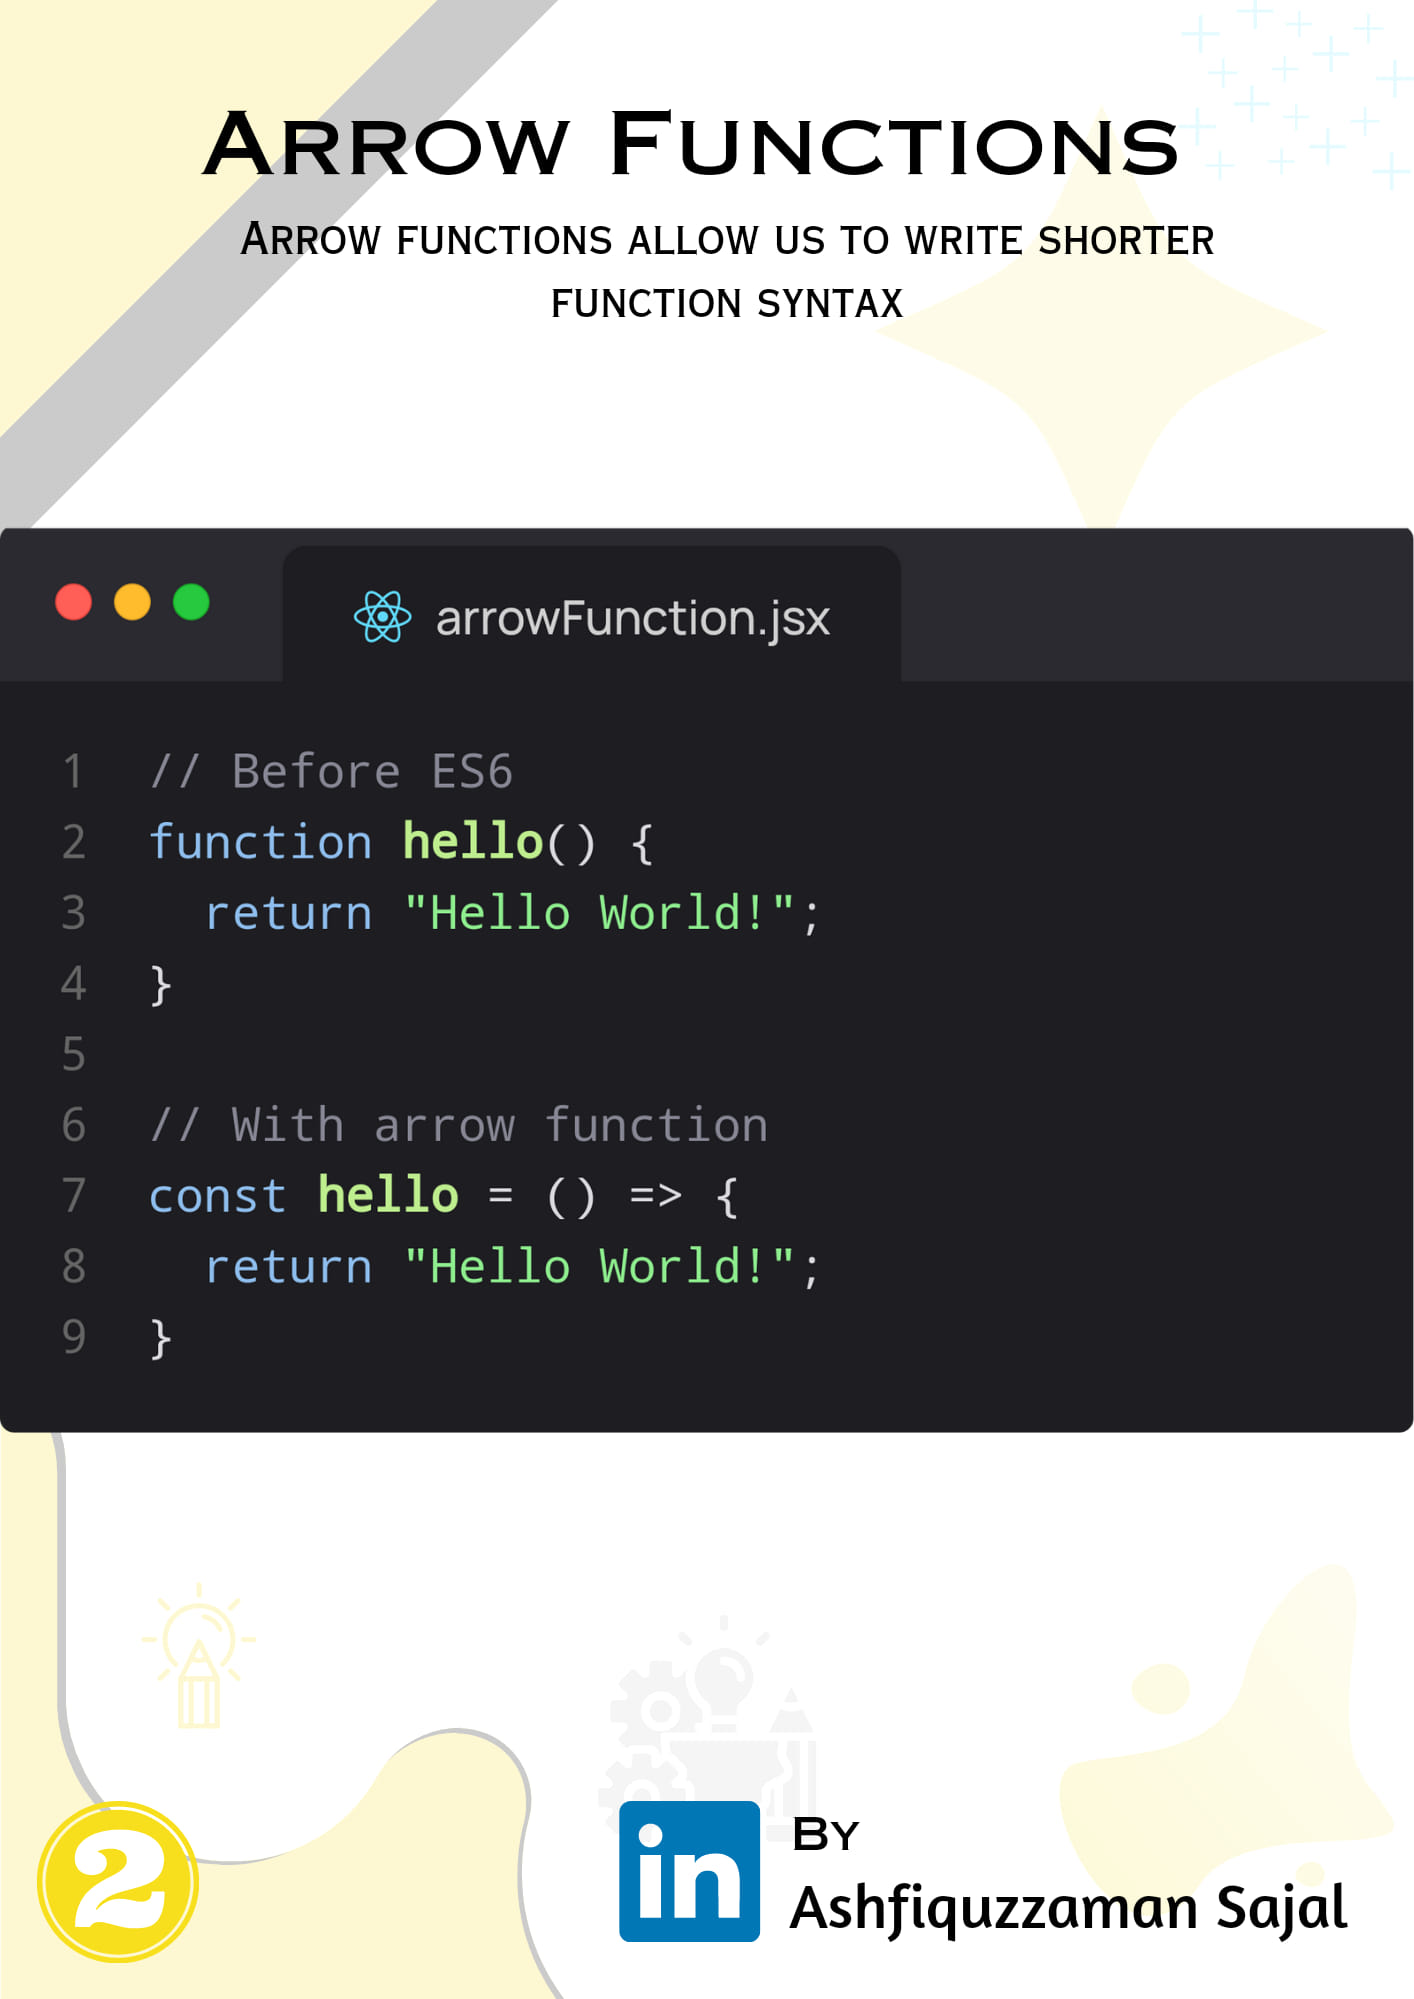 Arrow Functions
Arrow functions allow us to write shorter
function syntax
arrowFunction.jsx
1 // Before ES6
2 function hello() {
3   return "Hello World!";
4 }
5
6 // With arrow function
7 const hello = () => {
8   return "Hello World!";
9 }
2
in
By
Ashfiquzzaman Sajal